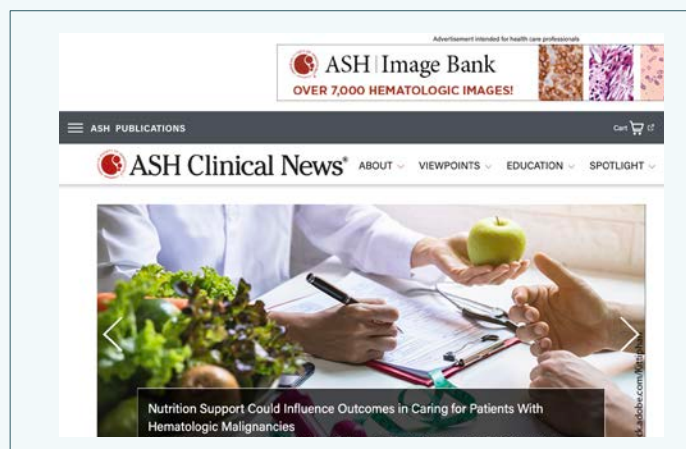 Advertisement intended for health care professionals
ASH Image Bank
OVER 7,000 HEMATOLOGIC IMAGES!
ASH PUBLICATIONS
Cart
ASH Clinical News®
ABOUT
VIEWPOINTS
EDUCATION
SPOTLIGHT
Nutrition Support Could Influence Outcomes in Caring for Patients With
Hematologic Malignancies